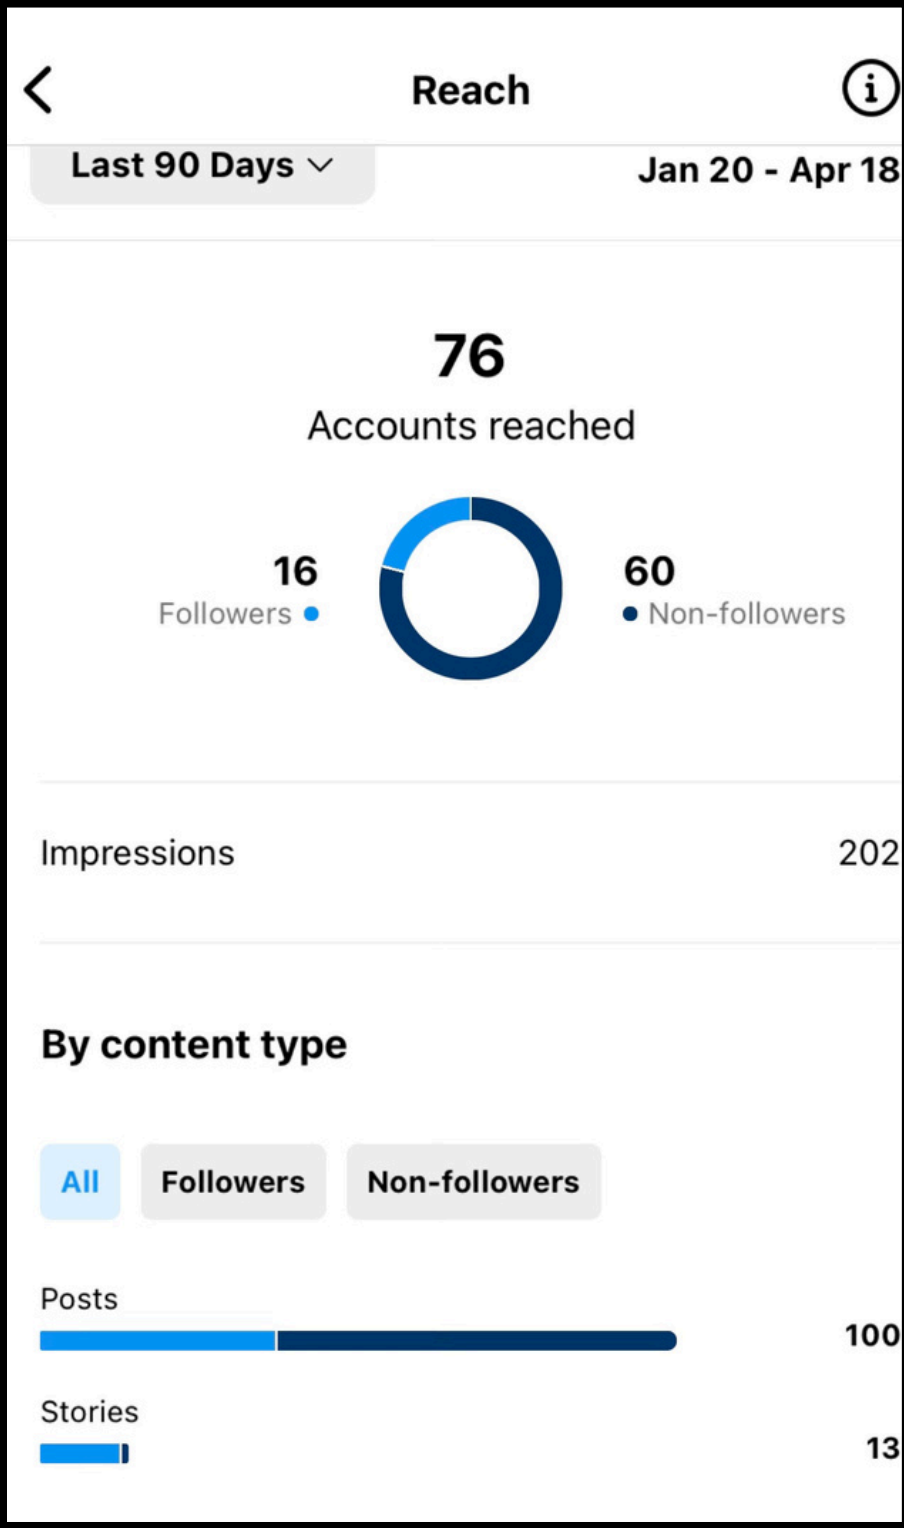 Reach
Last 90 Days
Jan 20 - Apr 18
76
Accounts reached
16
Followers
60
Non-followers
Impressions 202
By content type
All Followers Non-followers
Posts
100
Stories
13